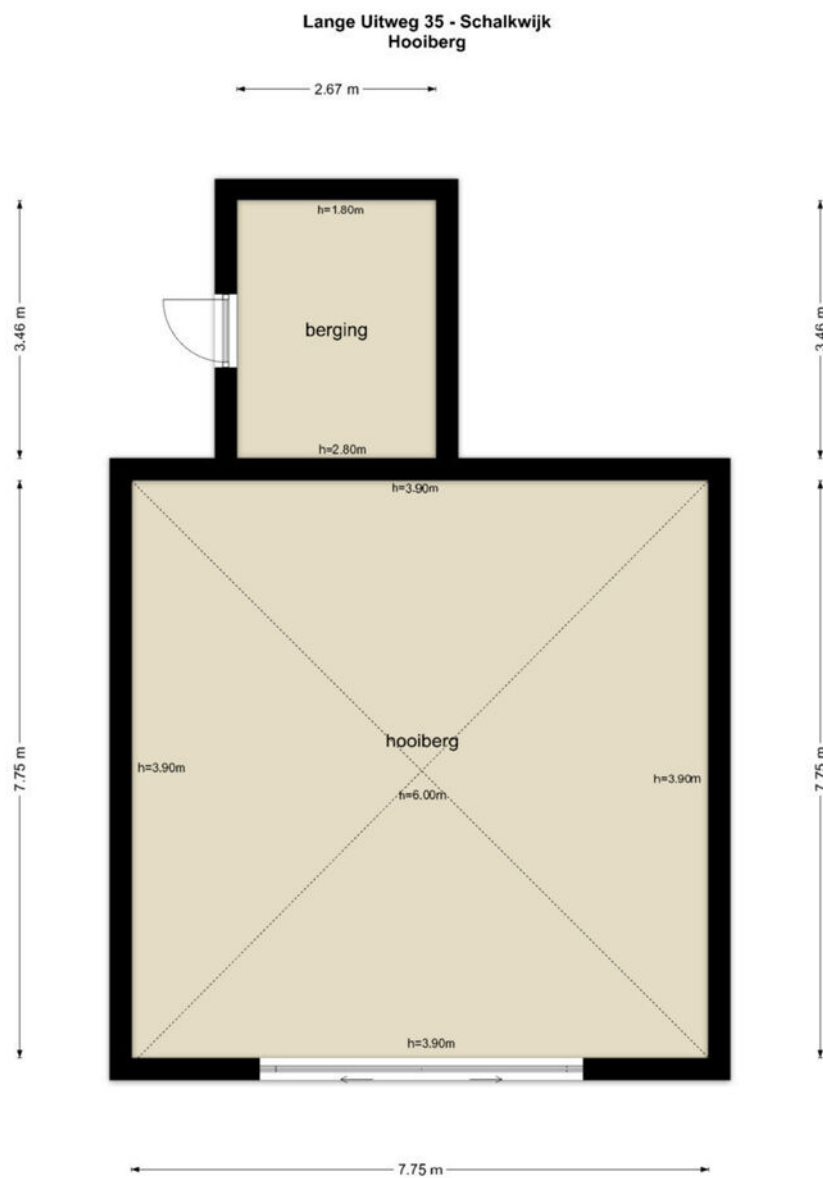 Lange Uitweg 35 - Schalkwijk
Hooiberg
2.67 m
h=1.80m
3.46 m
berging
3.46 m
h=2.80m
h=3.90m
hooiberg
7.75 m
h=3.90m
h=6.00m
h=3.90m
7.75 m
h=3.90m
7.75 m